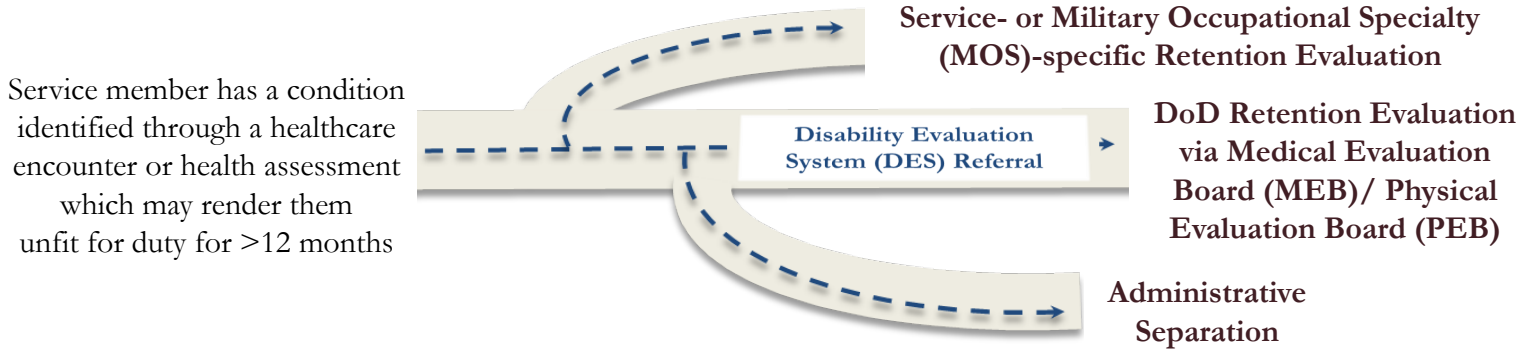 Service member has a condition
identified through a healthcare
encounter or health assessment
which may render them
unfit for duty for >12 months
Service- or Military Occupational Specialty
(MOS)-specific Retention Evaluation
Disability Evaluation
System (DES) Referral
DoD Retention Evaluation
via Medical Evaluation
Board (MEB)/ Physical
Evaluation Board (PEB)
Administrative
Separation